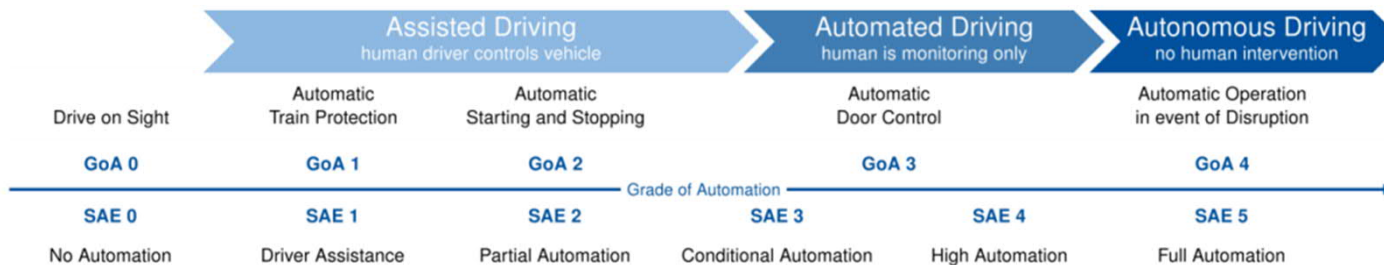 Assisted Driving
human driver controls vehicle
Automated Driving
human is monitoring only
Autonomous Driving
no human intervention
Drive on Sight
Automatic
Train Protection
Automatic
Starting and Stopping
Automatic
Door Control
Automatic Operation
in event of Disruption
GoA 0
GoA 1
GoA 2
GoA 3
GoA 4
Grade of Automation
SAE 0
SAE 1
SAE 2
SAE 3
SAE 4
SAE 5
No Automation
Driver Assistance
Partial Automation
Conditional Automation
High Automation
Full Automation